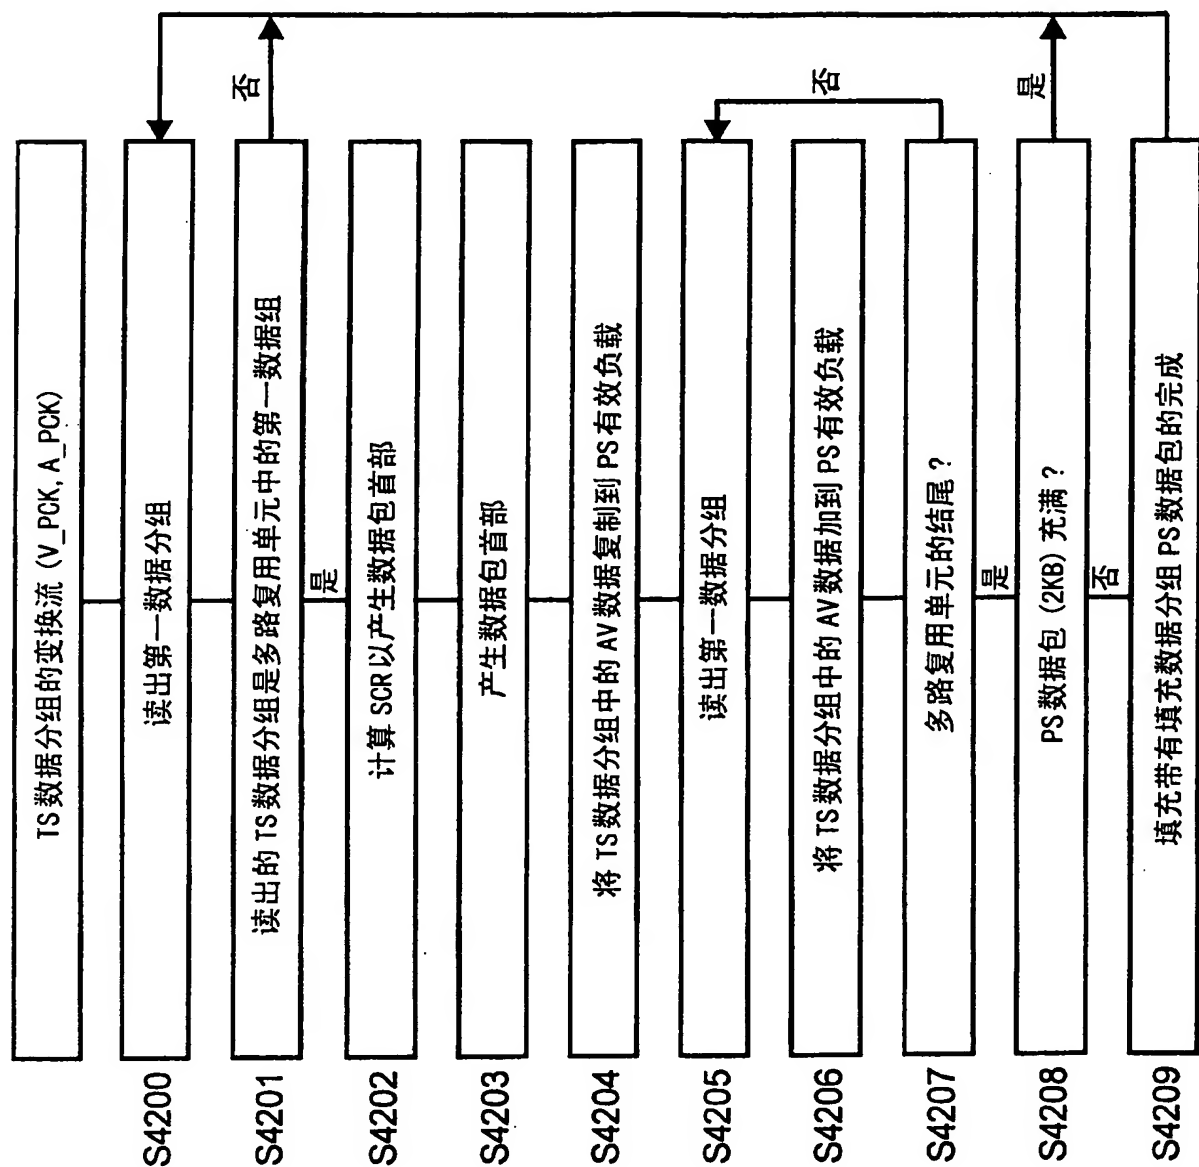 TS数据分组的变换流 (V_PCK, A_PCK)
S4200
读出第一数据分组
S4201
读出的TS数据分组是多路复用单元中的第一数据组
否
是
S4202
计算SCR以产生数据包首部
S4203
产生数据包首部
S4204
将TS数据分组中的AV数据复制到PS有效负载
S4205
读出第一数据分组
S4206
将TS数据分组中的AV数据加到PS有效负载
S4207
多路复用单元的结尾？
否
是
S4208
PS数据包 (2KB) 充满？
是
否
S4209
填充带有填充数据分组PS数据包的完成